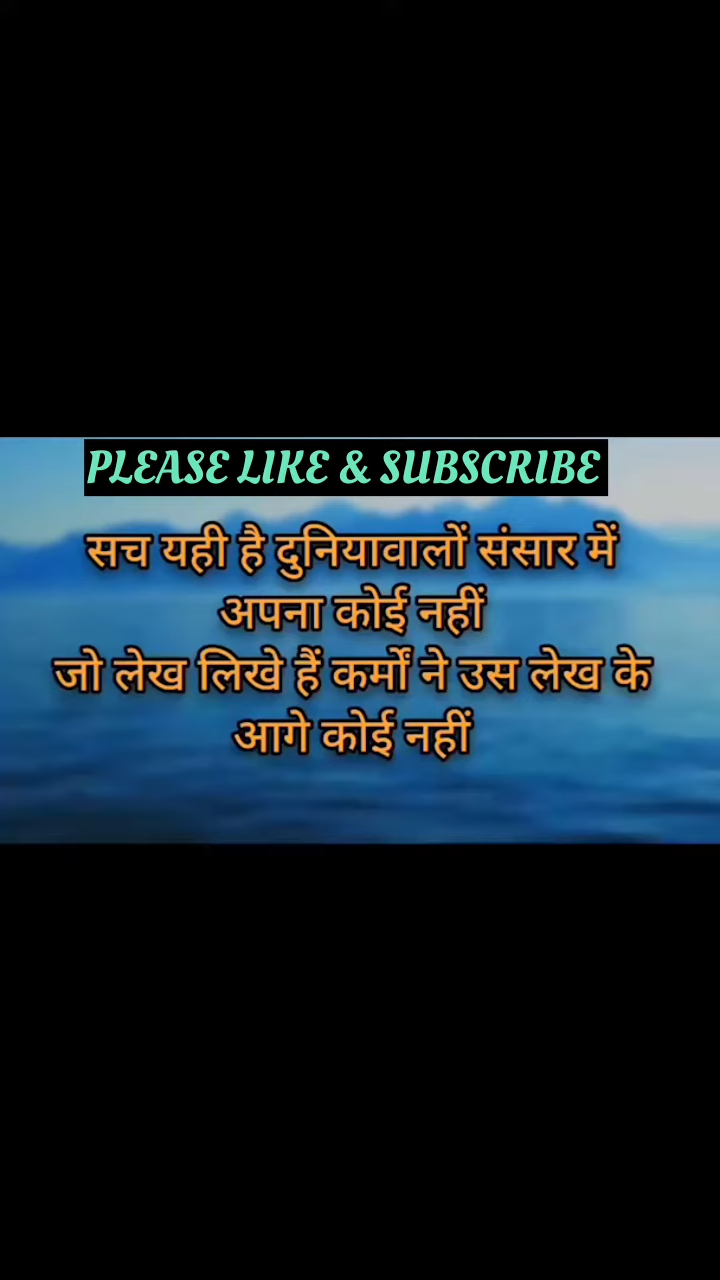 PLEASE LIKE & SUBSCRIBE
सच यही है दुनियावालों संसार में
अपना कोई नहीं
जो लेख लिखे हैं कर्मों ने उस लेख के
आगे कोई नहीं